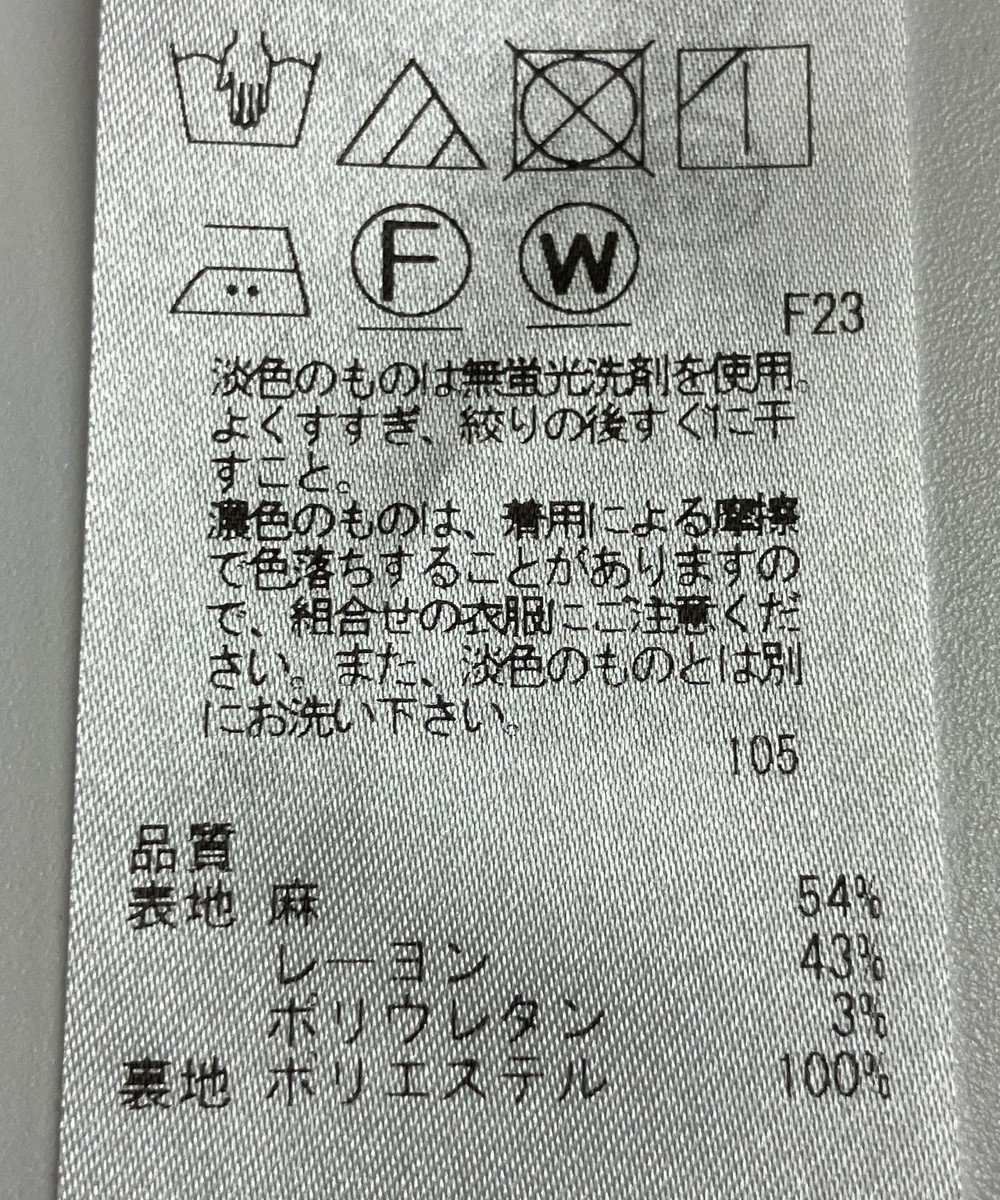 F W
F23
淡色のものは無蛍光洗剤を使用。
よくすすぎ、絞りの後すぐに干
すこと。
濃色のものは、着用による摩擦
で色落ちすることがありますの
で、組合せの衣服にご注意くだ
さい。また、淡色のものとは別
にお洗い下さい。
105
品質
表地 麻 54%
レーヨン 43%
ポリウレタン 3%
裏地 ポリエステル 100%